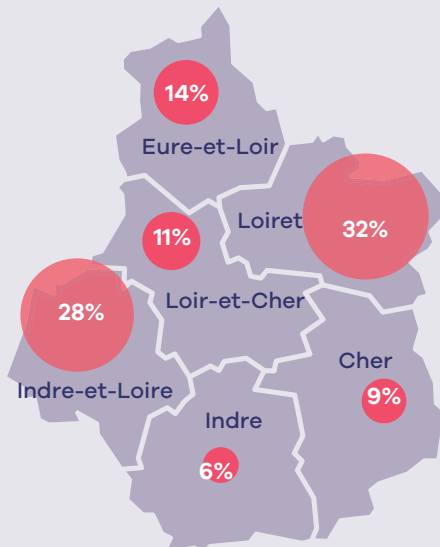 14%
Eure-et-Loir
Loiret
32%
11%
Loir-et-Cher
28%
Indre-et-Loire
Cher
9%
Indre
6%